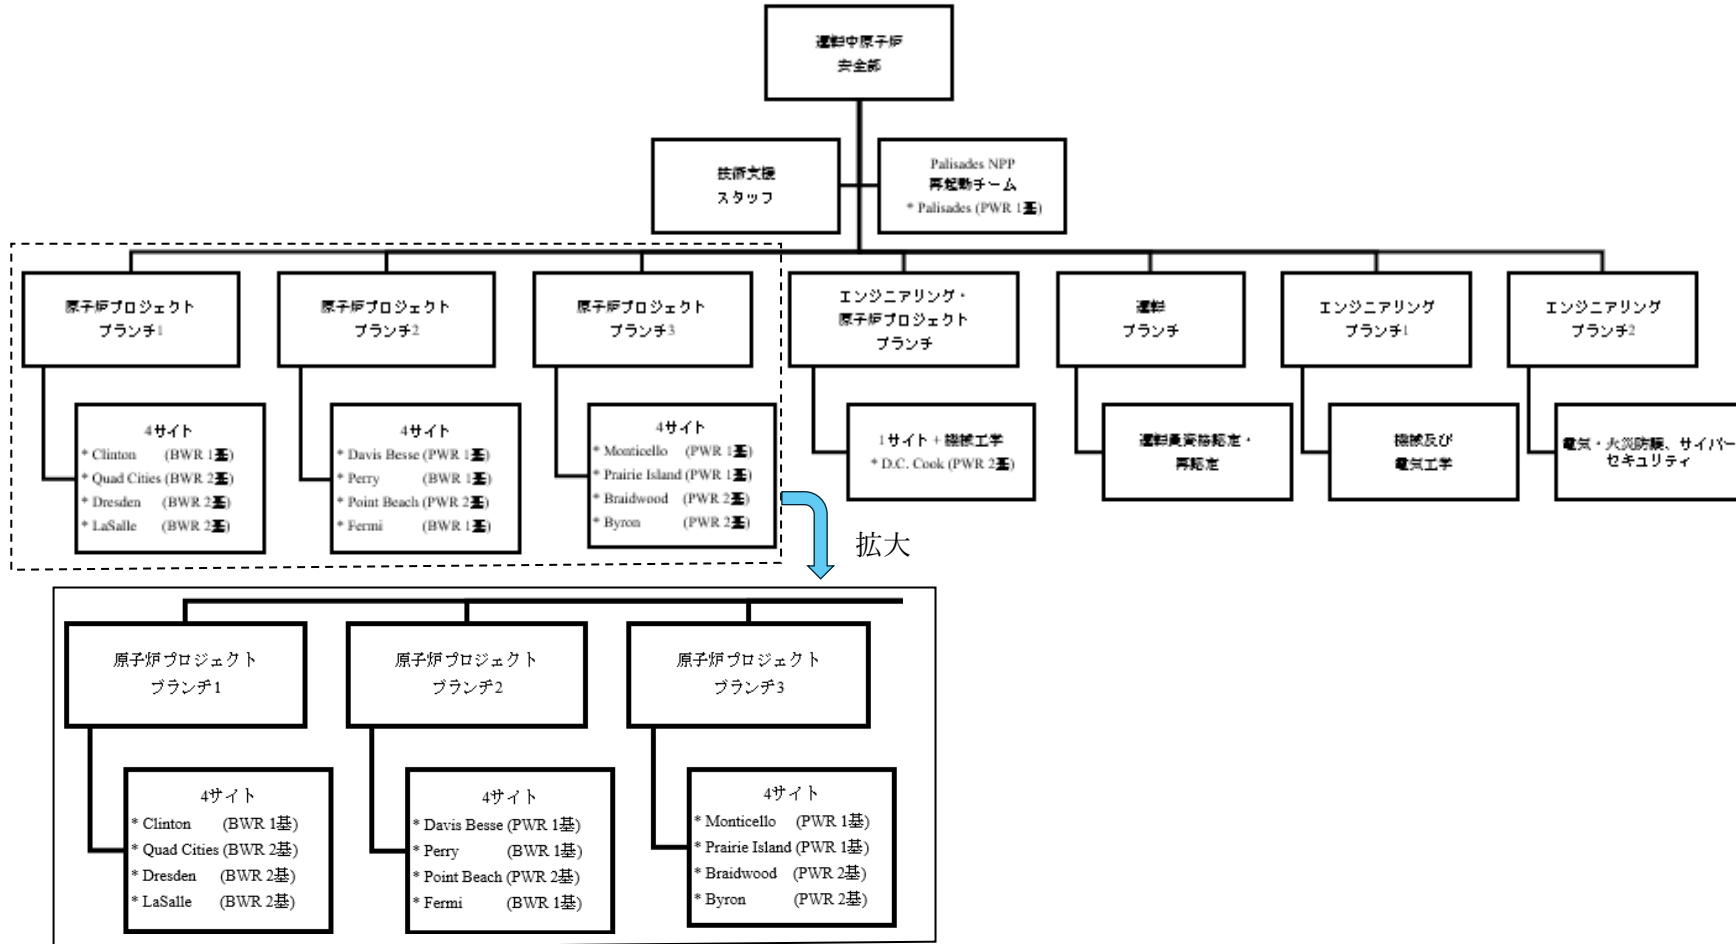 運転中原子炉
安全部
技術支援
スタッフ
Palisades NPP
再起動チーム
* Palisades (PWR 1基)
原子炉プロジェクト
ブランチ1
原子炉プロジェクト
ブランチ2
原子炉プロジェクト
ブランチ3
エンジニアリング・
原子炉プロジェクト
ブランチ
運転
ブランチ
エンジニアリング
ブランチ1
エンジニアリング
ブランチ2
4サイト
* Clinton (BWR 1基)
* Quad Cities (BWR 2基)
* Dresden (BWR 2基)
* LaSalle (BWR 2基)
4サイト
* Davis Besse (PWR 1基)
* Perry (BWR 1基)
* Point Beach (PWR 2基)
* Fermi (BWR 1基)
4サイト
* Monticello (PWR 1基)
* Prairie Island (PWR 1基)
* Braidwood (PWR 2基)
* Byron (PWR 2基)
1サイト + 機械工学
* D.C. Cook (PWR 2基)
運転員資格認定・
再認定
機械及び
電気工学
電気・火災防護、サイバー
セキュリティ
拡大
原子炉プロジェクト
ブランチ1
原子炉プロジェクト
ブランチ2
原子炉プロジェクト
ブランチ3
4サイト
* Clinton (BWR 1基)
* Quad Cities (BWR 2基)
* Dresden (BWR 2基)
* LaSalle (BWR 2基)
4サイト
* Davis Besse (PWR 1基)
* Perry (BWR 1基)
* Point Beach (PWR 2基)
* Fermi (BWR 1基)
4サイト
* Monticello (PWR 1基)
* Prairie Island (PWR 1基)
* Braidwood (PWR 2基)
* Byron (PWR 2基)